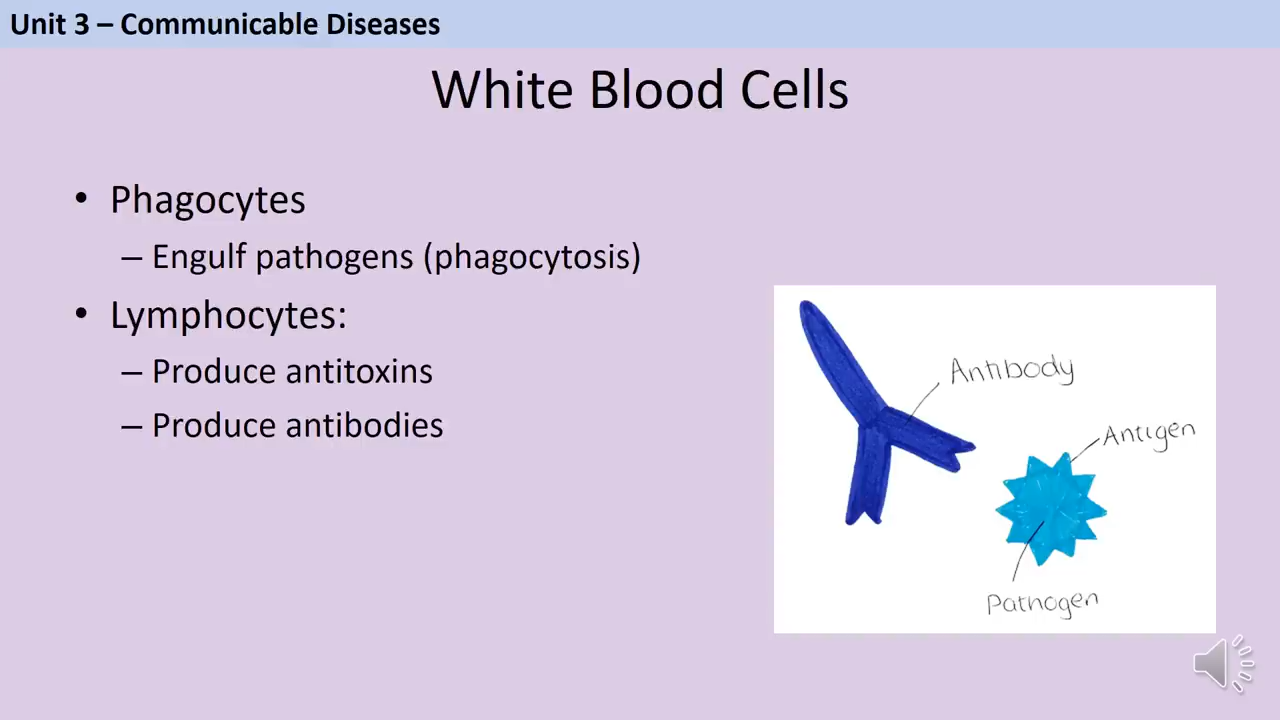 Unit 3 – Communicable Diseases
White Blood Cells
• Phagocytes
– Engulf pathogens (phagocytosis)
• Lymphocytes:
– Produce antitoxins
– Produce antibodies
Antibody
Antigen
Pathogen